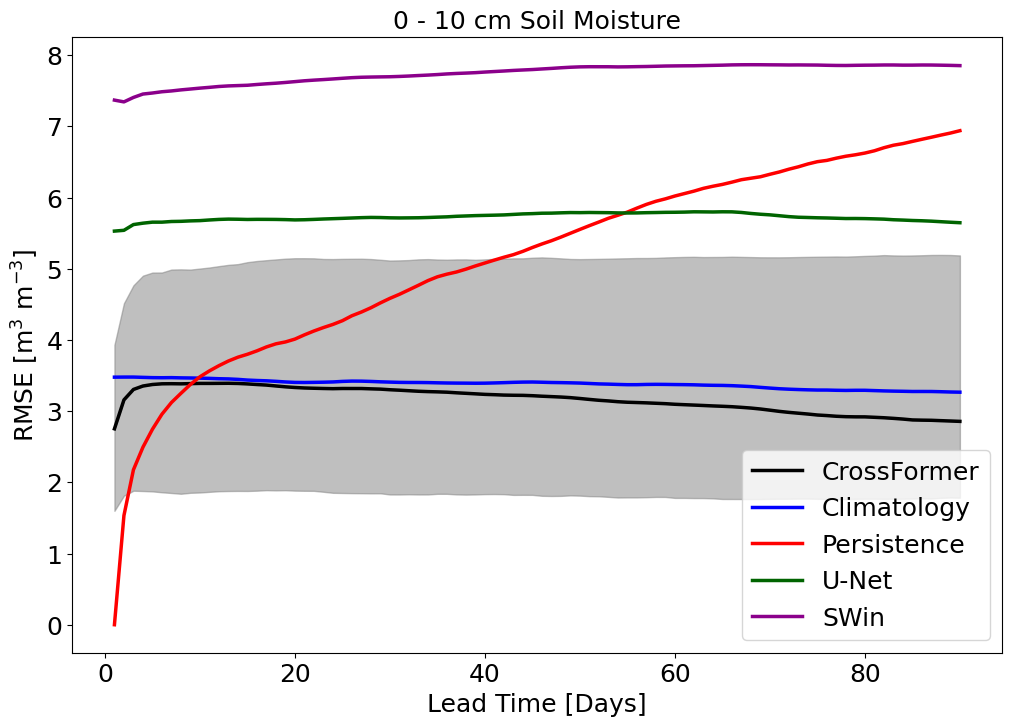 0 - 10 cm Soil Moisture
RMSE [m³ m⁻³]
8
7
6
5
4
3
2
1
0
0 20 40 60 80
Lead Time [Days]
CrossFormer
Climatology
Persistence
U-Net
SWin